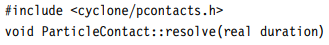 #include <cyclone/pcontacts.h>
void ParticleContact::resolve(real duration)